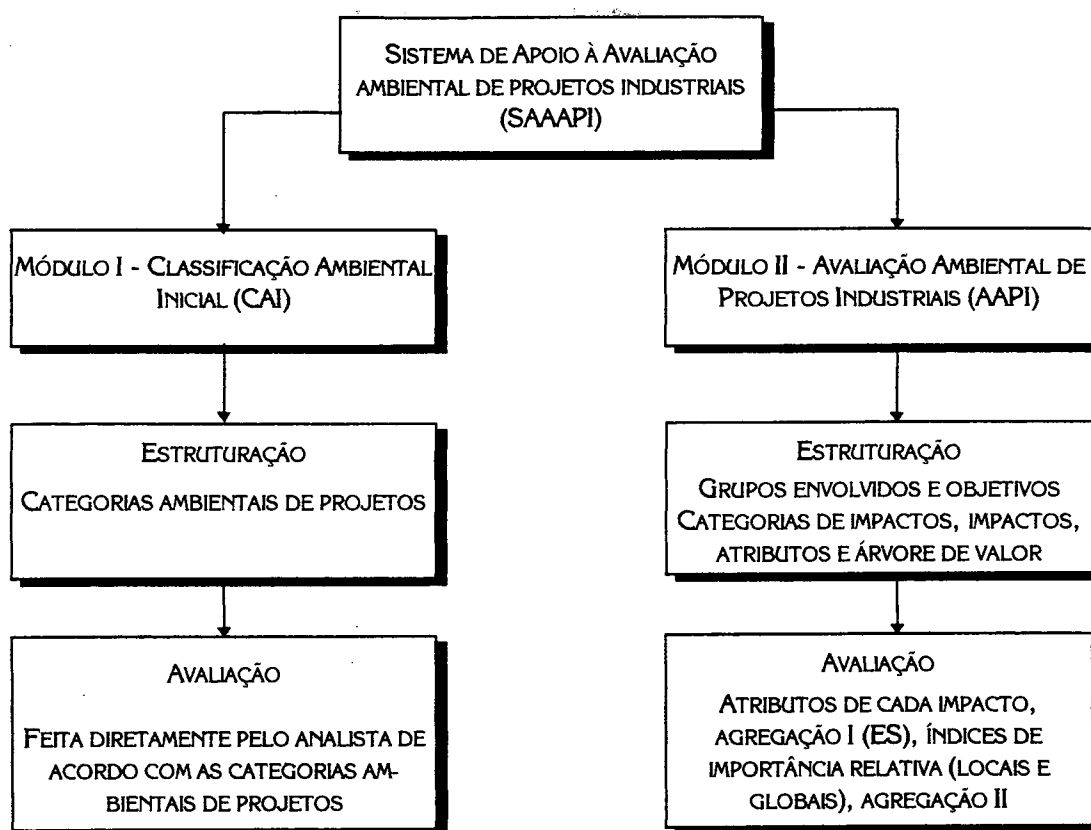 SISTEMA DE APOIO À AVALIAÇÃO
AMBIENTAL DE PROJETOS INDUSTRIAIS
(SAAAPI)
MÓDULO I - CLASSIFICAÇÃO AMBIENTAL
INICIAL (CAI)
ESTRUTURAÇÃO
CATEGORIAS AMBIENTAIS DE PROJETOS
AVALIAÇÃO
FEITA DIRETAMENTE PELO ANALISTA DE
ACORDO COM AS CATEGORIAS AM-
BIENTAIS DE PROJETOS
MÓDULO II - AVALIAÇÃO AMBIENTAL DE
PROJETOS INDUSTRIAIS (AAPI)
ESTRUTURAÇÃO
GRUPOS ENVOLVIDOS E OBJETIVOS
CATEGORIAS DE IMPACTOS, IMPACTOS,
ATRIBUTOS E ÁRVORE DE VALOR
AVALIAÇÃO
ATRIBUTOS DE CADA IMPACTO,
AGREGAÇÃO I (ES), ÍNDICES DE
IMPORTÂNCIA RELATIVA (LOCAIS E
GLOBAIS), AGREGAÇÃO II